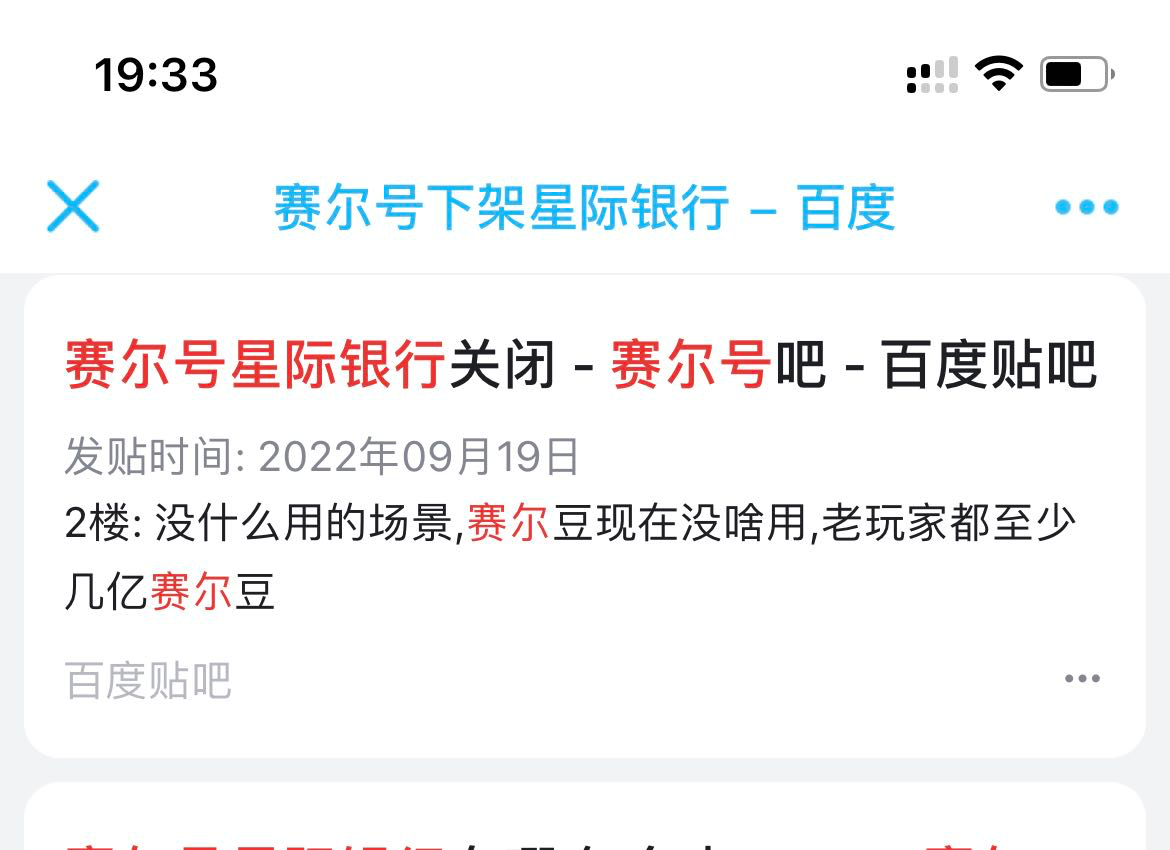 19:33
赛尔号下架星际银行 – 百度
赛尔号星际银行关闭 - 赛尔号吧 - 百度贴吧
发贴时间: 2022年09月19日
2楼: 没什么用的场景,赛尔豆现在没啥用,老玩家都至少
几亿赛尔豆
百度贴吧